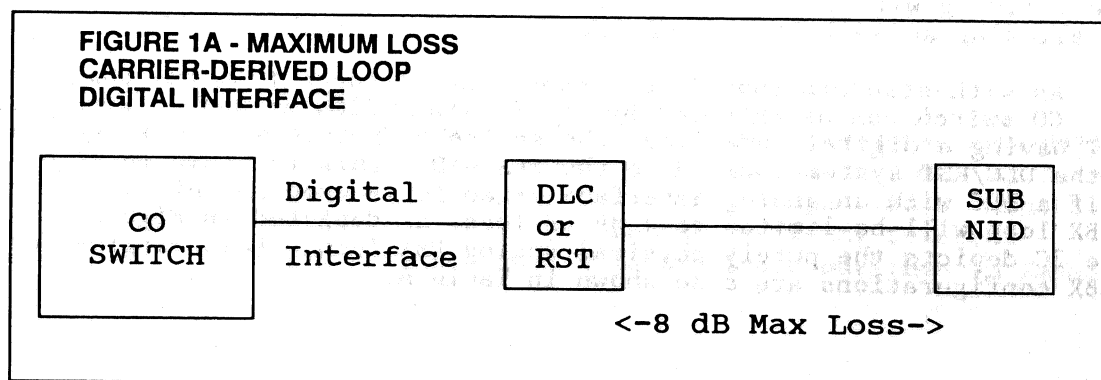 FIGURE 1A - MAXIMUM LOSS
CARRIER-DERIVED LOOP
DIGITAL INTERFACE
CO
SWITCH
Digital
Interface
DLC
or
RST
SUB
NID
<-8 dB Max Loss->